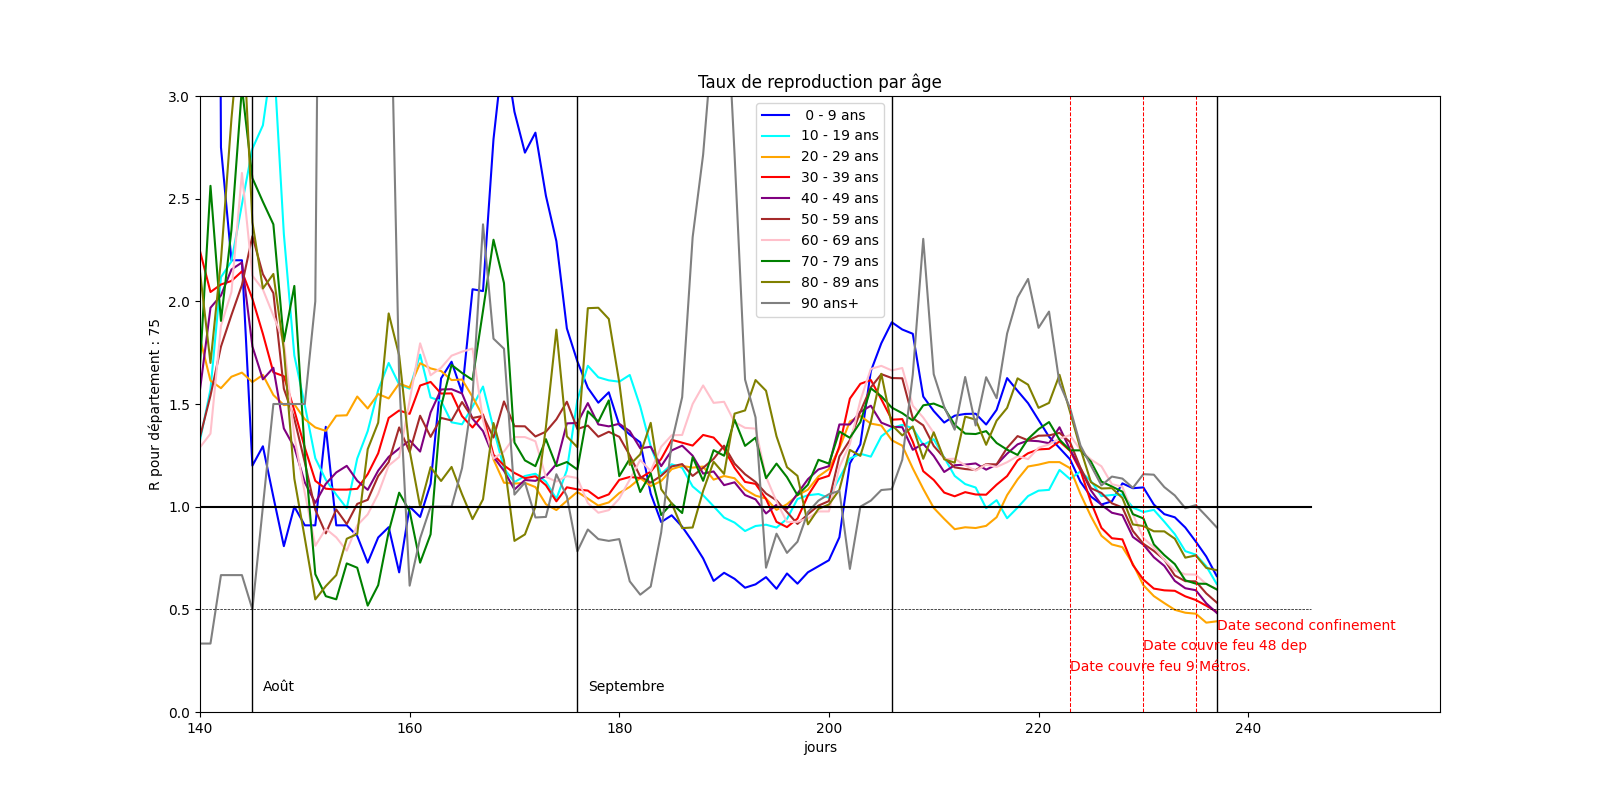 Taux de reproduction par âge
R pour département : 75
3.0
2.5
2.0
1.5
1.0
0.5
0.0
0 - 9 ans
10 - 19 ans
20 - 29 ans
30 - 39 ans
40 - 49 ans
50 - 59 ans
60 - 69 ans
70 - 79 ans
80 - 89 ans
90 ans+
Date second confinement
Date couvre feu 48 dep
Date couvre feu 9 Métros.
Août
Septembre
140
160
180
200
220
240
jours